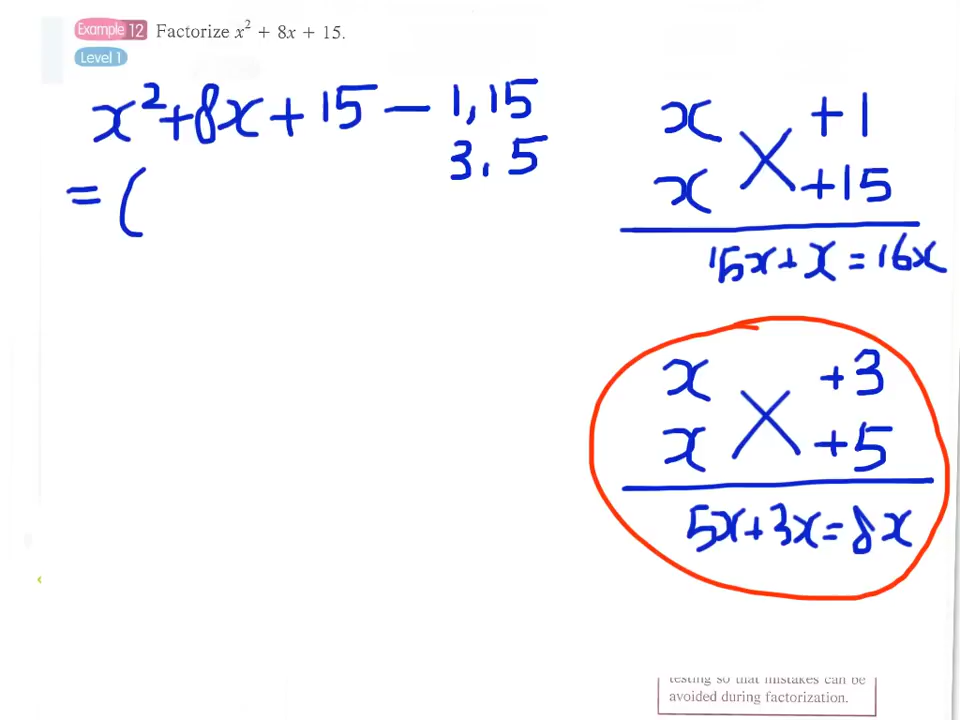 Example 12 Factorize x² + 8x + 15.
Level 1
x²+8x+15 — 1, 15
3, 5
= (
x +1
x +15
15x+x=16x
x +3
x +5
5x+3x=8x
testing so that mistakes can be
avoided during factorization.